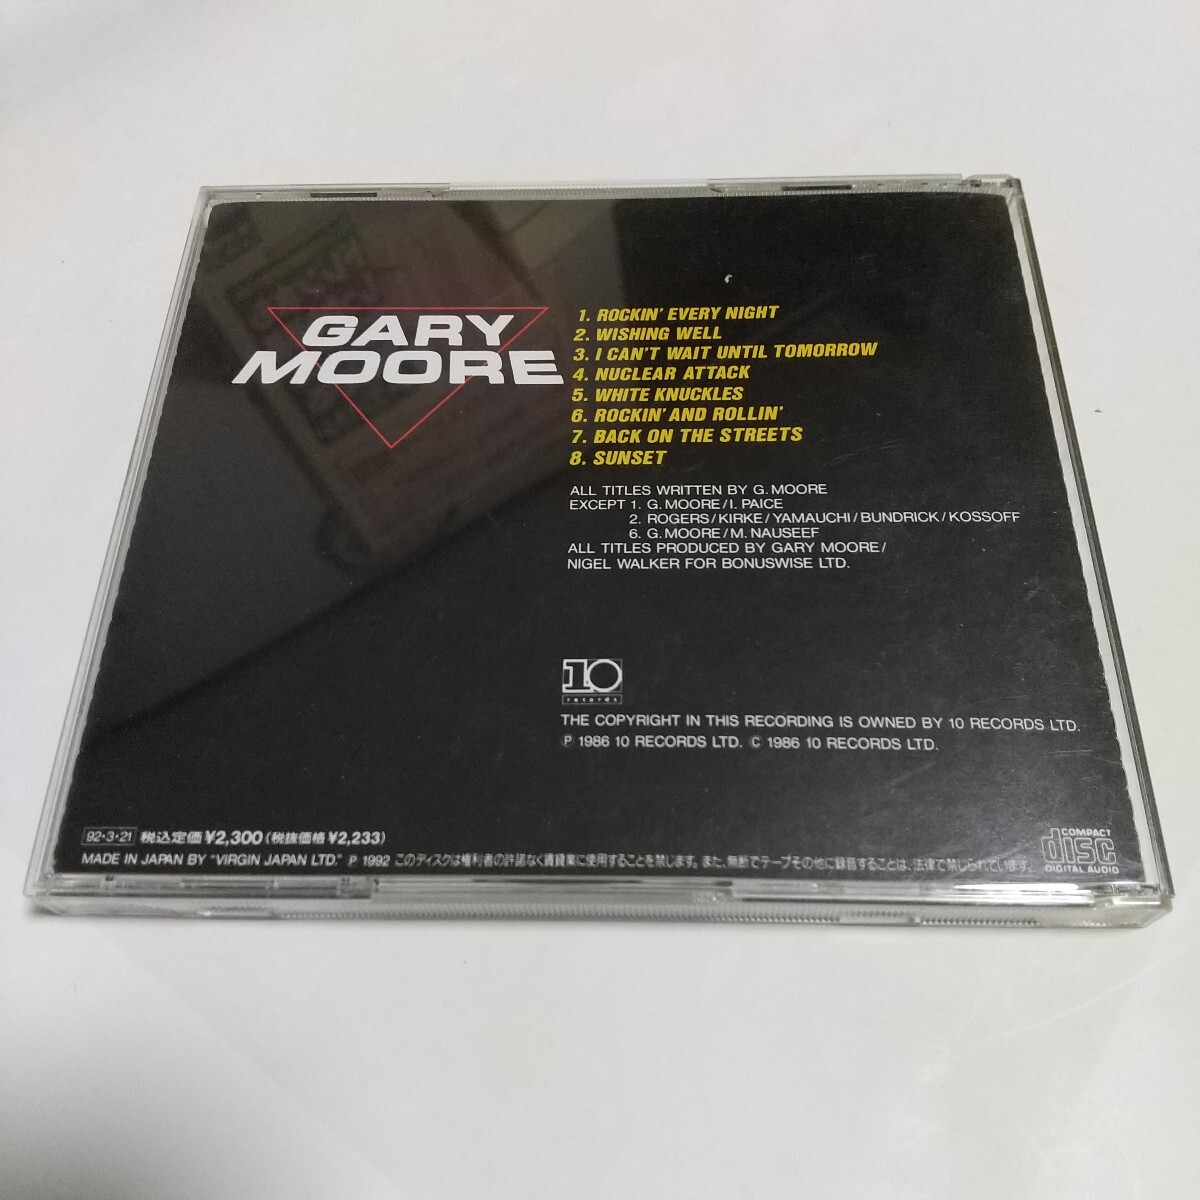 GARY
MOORE
1. ROCKIN' EVERY NIGHT
2. WISHING WELL
3. I CAN'T WAIT UNTIL TOMORROW
4. NUCLEAR ATTACK
5. WHITE KNUCKLES
6. ROCKIN' AND ROLLIN'
7. BACK ON THE STREETS
8. SUNSET
ALL TITLES WRITTEN BY G. MOORE
EXCEPT 1. G. MOORE/I. PAICE
2. ROGERS/KIRKE/YAMAUCHI/BUNDRICK/KOSSOFF
6. G. MOORE/M. NAUSEEF
ALL TITLES PRODUCED BY GARY MOORE/
NIGEL WALKER FOR BONUSWISE LTD.
10
records
THE COPYRIGHT IN THIS RECORDING IS OWNED BY 10 RECORDS LTD.
Ⓟ 1986 10 RECORDS LTD. © 1986 10 RECORDS LTD.
92·3·21 税込定価¥2,300(税抜価格¥2,233)
MADE IN JAPAN BY "VIRGIN JAPAN LTD." Ⓟ 1992 このディスクは権利者の許諾なく賃貸業に使用することを禁じます。また、無断でテープその他に録音することは、法律で禁じられています。
COMPACT
disc
DIGITAL AUDIO